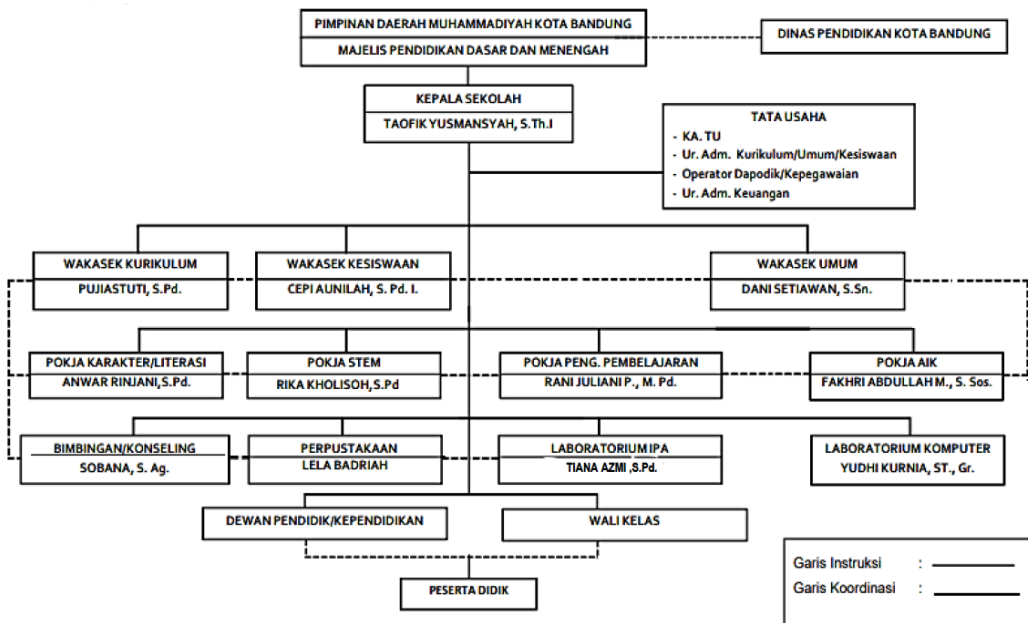 PIMPINAN DAERAH MUHAMMADIYAH KOTA BANDUNG
MAJELIS PENDIDIKAN DASAR DAN MENENGAH
DINAS PENDIDIKAN KOTA BANDUNG
KEPALA SEKOLAH
TAOFIK YUSMANSYAH, S.Th.I
TATA USAHA
- KA. TU
- Ur. Adm. Kurikulum/Umum/Kesiswaan
- Operator Dapodik/Kepegawaian
- Ur. Adm. Keuangan
WAKASEK KURIKULUM
PUJIASTUTI, S.Pd.
WAKASEK KESISWAAN
CEPI AUNILAH, S. Pd. I.
WAKASEK UMUM
DANI SETIAWAN, S.Sn.
POKJA KARAKTER/LITERASI
ANWAR RINJANI,S.Pd.
POKJA STEM
RIKA KHOLISOH,S.Pd
POKJA PENG. PEMBELAJARAN
RANI JULIANI P., M. Pd.
POKJA AIK
FAKHRI ABDULLAH M., S. Sos.
BIMBINGAN/KONSELING
SOBANA, S. Ag.
PERPUSTAKAAN
LELA BADRIAH
LABORATORIUM IPA
TIANA AZMI ,S.Pd.
LABORATORIUM KOMPUTER
YUDHI KURNIA, ST., Gr.
DEWAN PENDIDIK/KEPENDIDIKAN
WALI KELAS
PESERTA DIDIK
Garis Instruksi :
Garis Koordinasi :